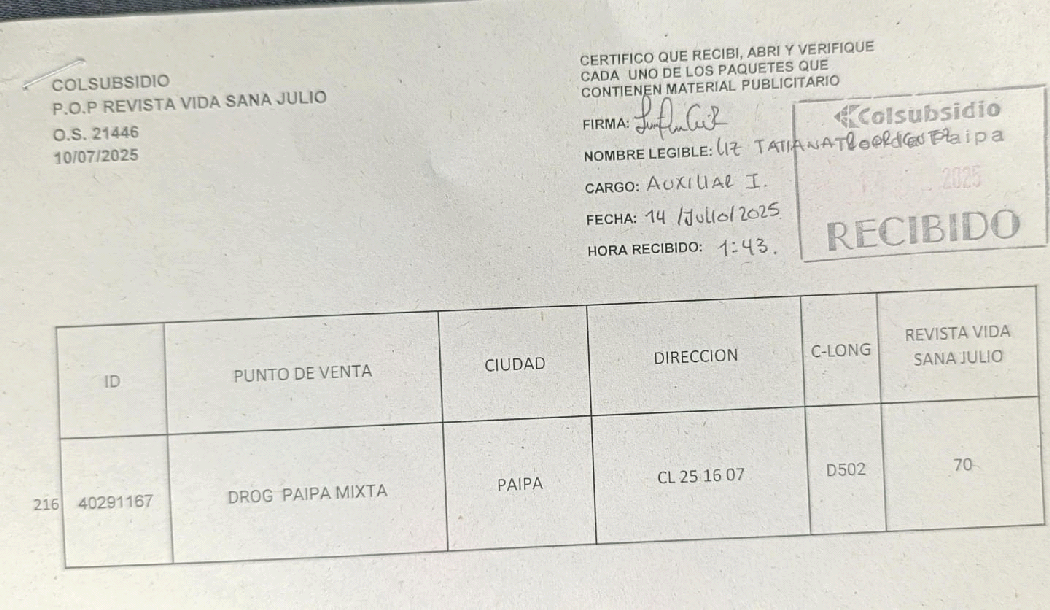 COLSUBSIDIO
P.O.P REVISTA VIDA SANA JULIO
O.S. 21446
10/07/2025
CERTIFICO QUE RECIBI, ABRI Y VERIFIQUE
CADA UNO DE LOS PAQUETES QUE
CONTIENEN MATERIAL PUBLICITARIO
FIRMA:
NOMBRE LEGIBLE: LIZ TATIANA
CARGO: AUXILIAR I.
FECHA: 14 /Julio/2025
HORA RECIBIDO: 1:43.
Colsubsidio
Paipa
2025
RECIBIDO
ID PUNTO DE VENTA CIUDAD DIRECCION C-LONG REVISTA VIDA
SANA JULIO
216 40291167 DROG PAIPA MIXTA PAIPA CL 25 16 07 D502 70